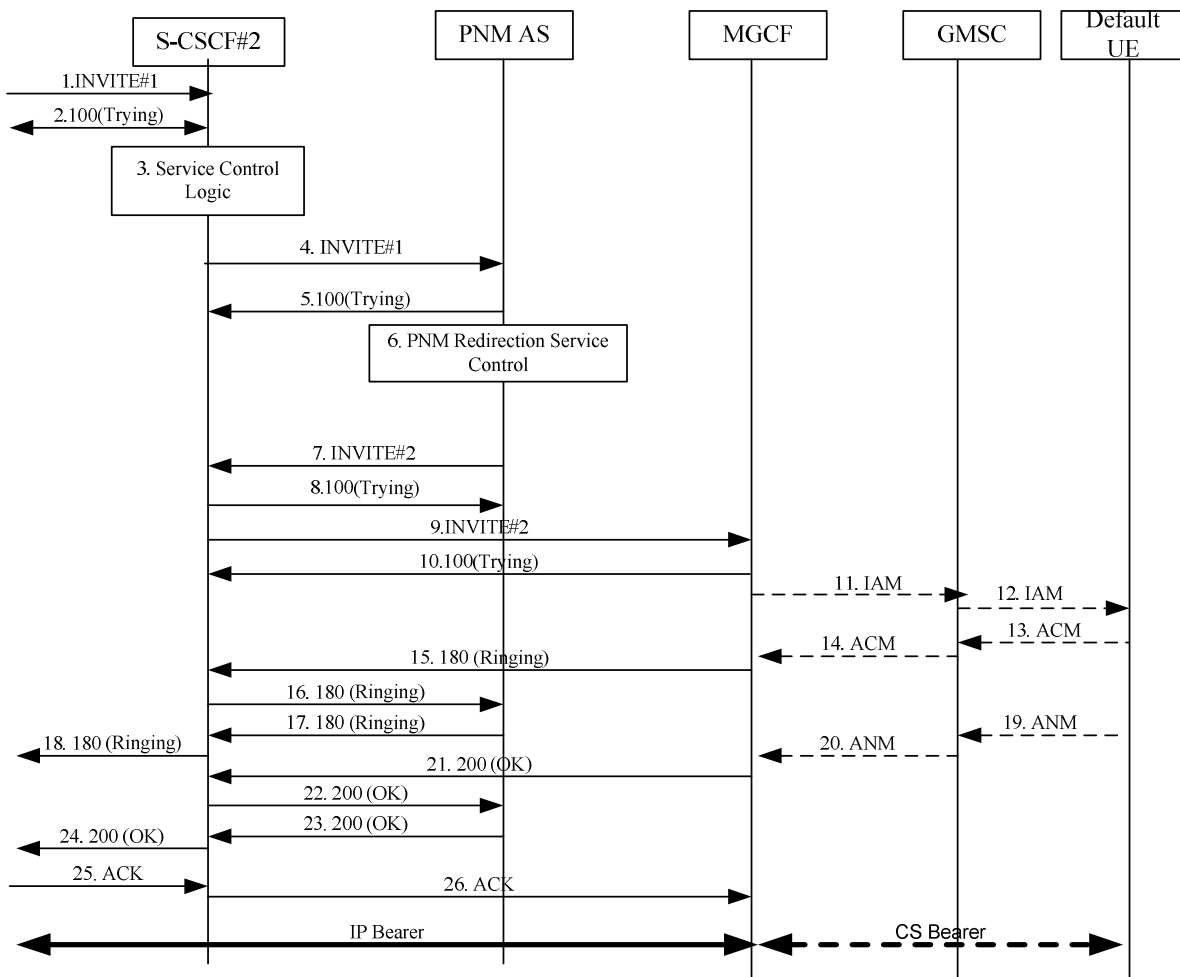 S-CSCF#2
PNM AS
MGCF
GMSC
Default
UE
1.INVITE#1
2.100(Trying)
3. Service Control
Logic
4. INVITE#1
5.100(Trying)
6. PNM Redirection Service
Control
7. INVITE#2
8.100(Trying)
9.INVITE#2
10.100(Trying)
11. IAM
12. IAM
13. ACM
14. ACM
15. 180 (Ringing)
16. 180 (Ringing)
17. 180 (Ringing)
18. 180 (Ringing)
19. ANM
20. ANM
21. 200 (OK)
22. 200 (OK)
23. 200 (OK)
24. 200 (OK)
25. ACK
26. ACK
IP Bearer
CS Bearer